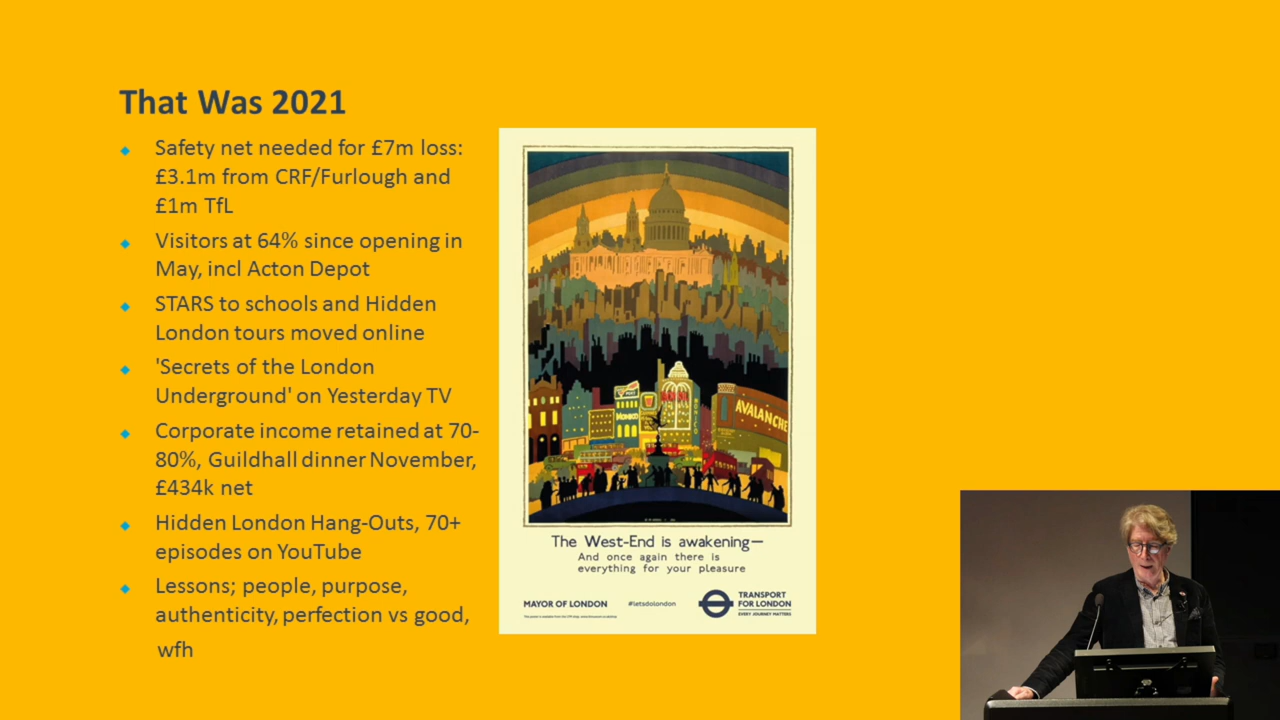 That Was 2021
Safety net needed for £7m loss:
£3.1m from CRF/Furlough and
£1m TfL
Visitors at 64% since opening in
May, incl Acton Depot
STARS to schools and Hidden
London tours moved online
'Secrets of the London
Underground' on Yesterday TV
Corporate income retained at 70-
80%, Guildhall dinner November,
£434k net
Hidden London Hang-Outs, 70+
episodes on YouTube
Lessons; people, purpose,
authenticity, perfection vs good,
wfh
MONICO
AVALANCHE
The West-End is awakening—
And once again there is
everything for your pleasure
MAYOR OF LONDON
#letsdolondon
TRANSPORT
FOR LONDON
EVERY JOURNEY MATTERS